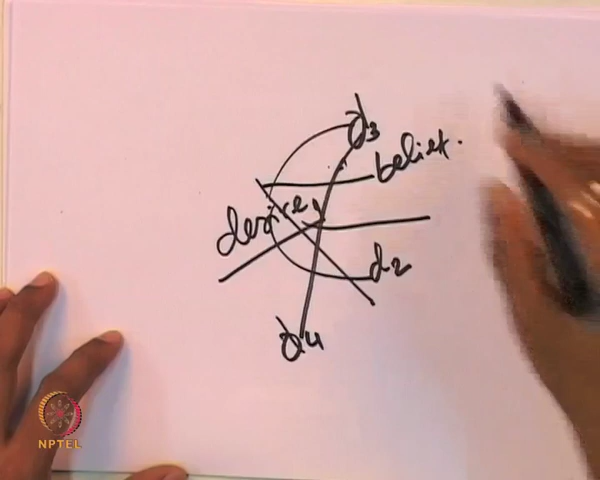 d3
belief.
desire,
d2
d4
NPTEL